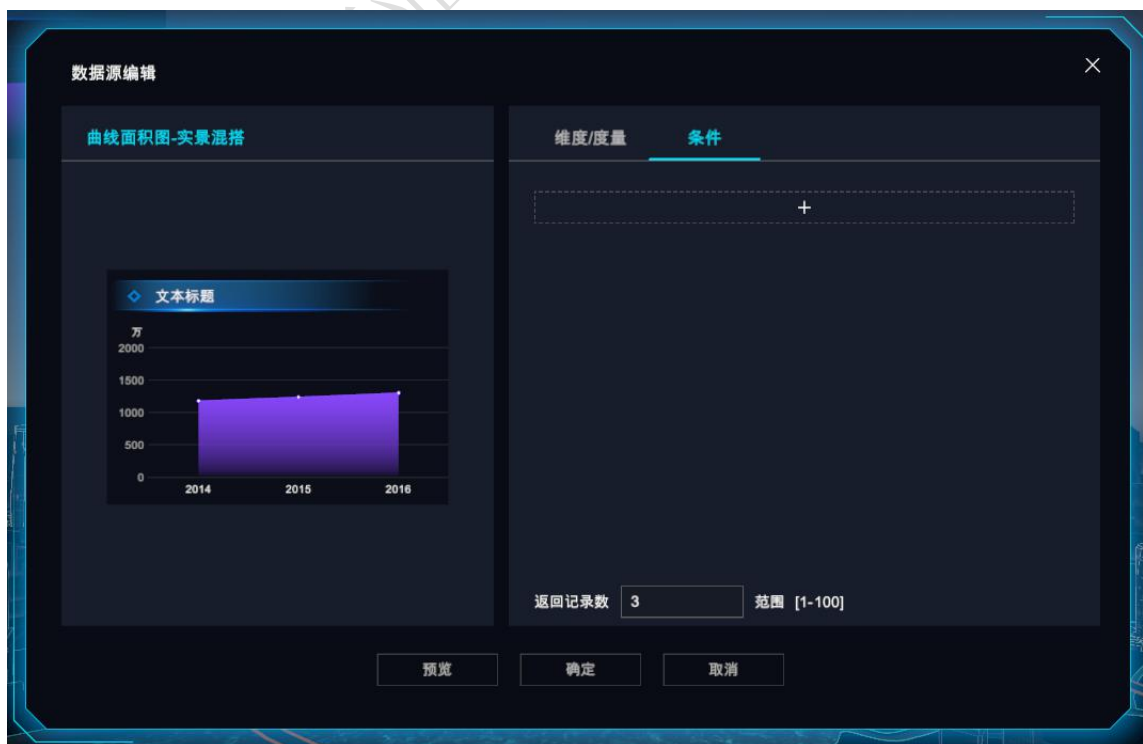 数据源编辑
曲线面积图-实景混搭
维度/度量 条件
+
文本标题
万
2000
1500
1000
500
0
2014 2015 2016
返回记录数 3 范围 [1-100]
预览 确定 取消